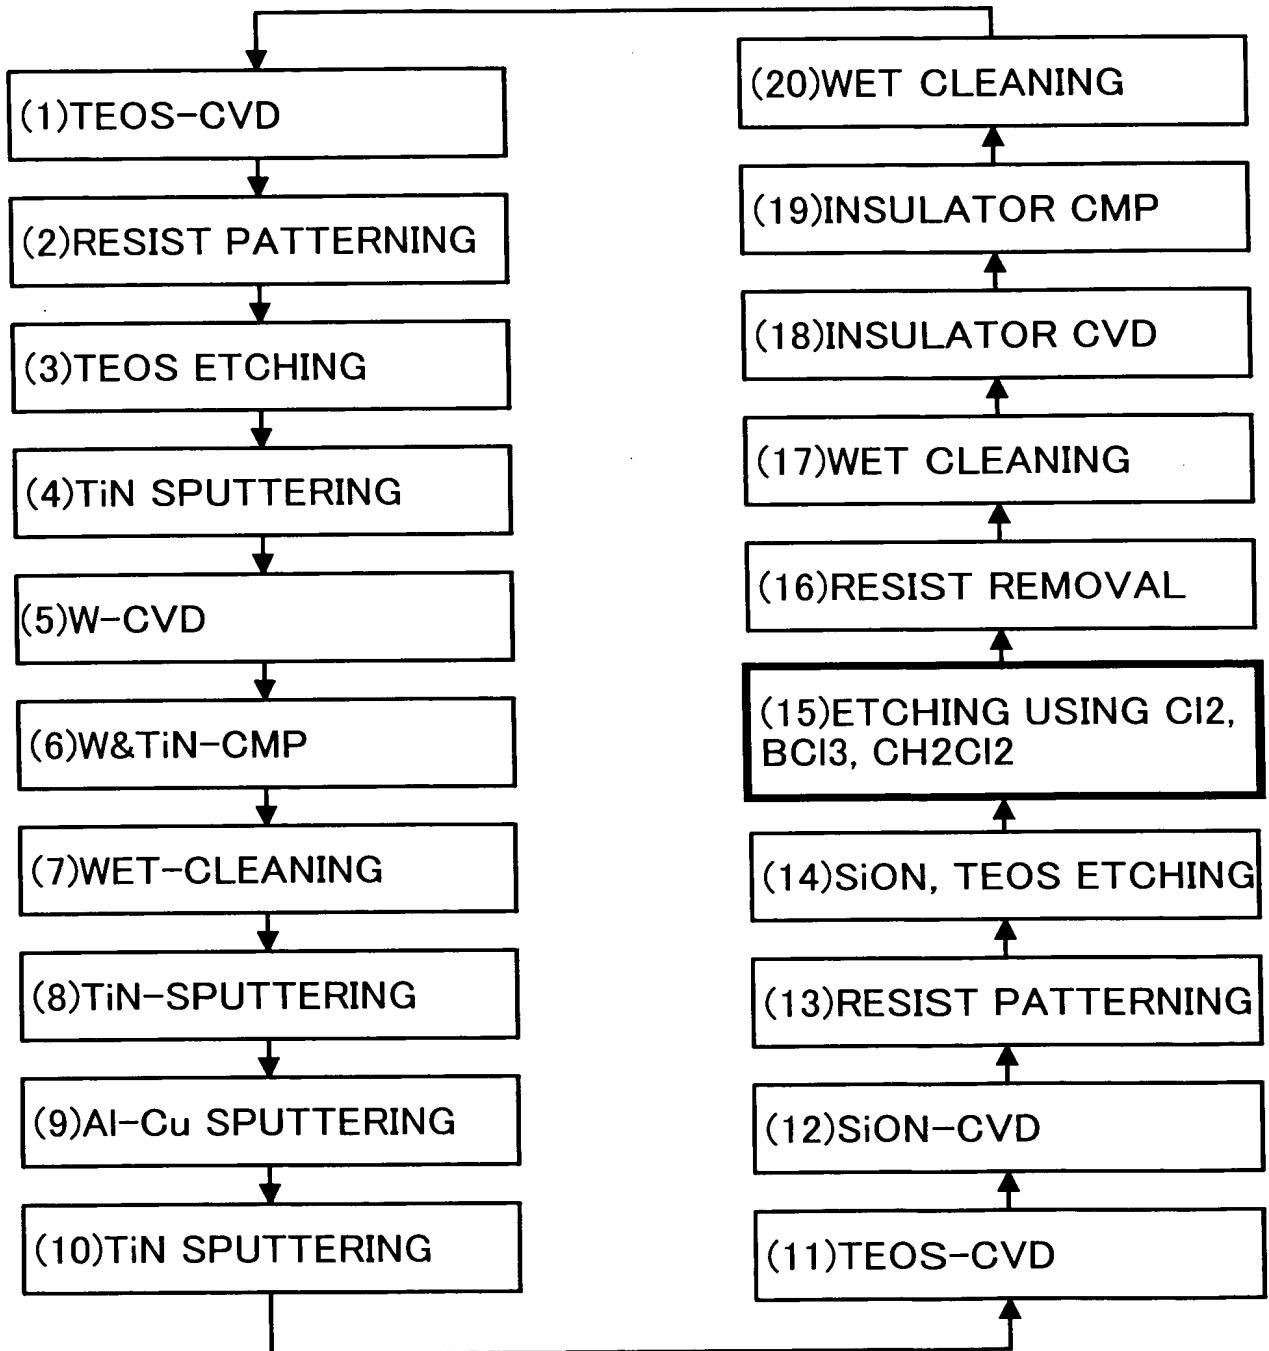 (1)TEOS-CVD
(2)RESIST PATTERNING
(3)TEOS ETCHING
(4)TiN SPUTTERING
(5)W-CVD
(6)W&TiN-CMP
(7)WET-CLEANING
(8)TiN-SPUTTERING
(9)Al-Cu SPUTTERING
(10)TiN SPUTTERING
(11)TEOS-CVD
(12)SiON-CVD
(13)RESIST PATTERNING
(14)SiON, TEOS ETCHING
(15)ETCHING USING Cl2,
BCl3, CH2Cl2
(16)RESIST REMOVAL
(17)WET CLEANING
(18)INSULATOR CVD
(19)INSULATOR CMP
(20)WET CLEANING